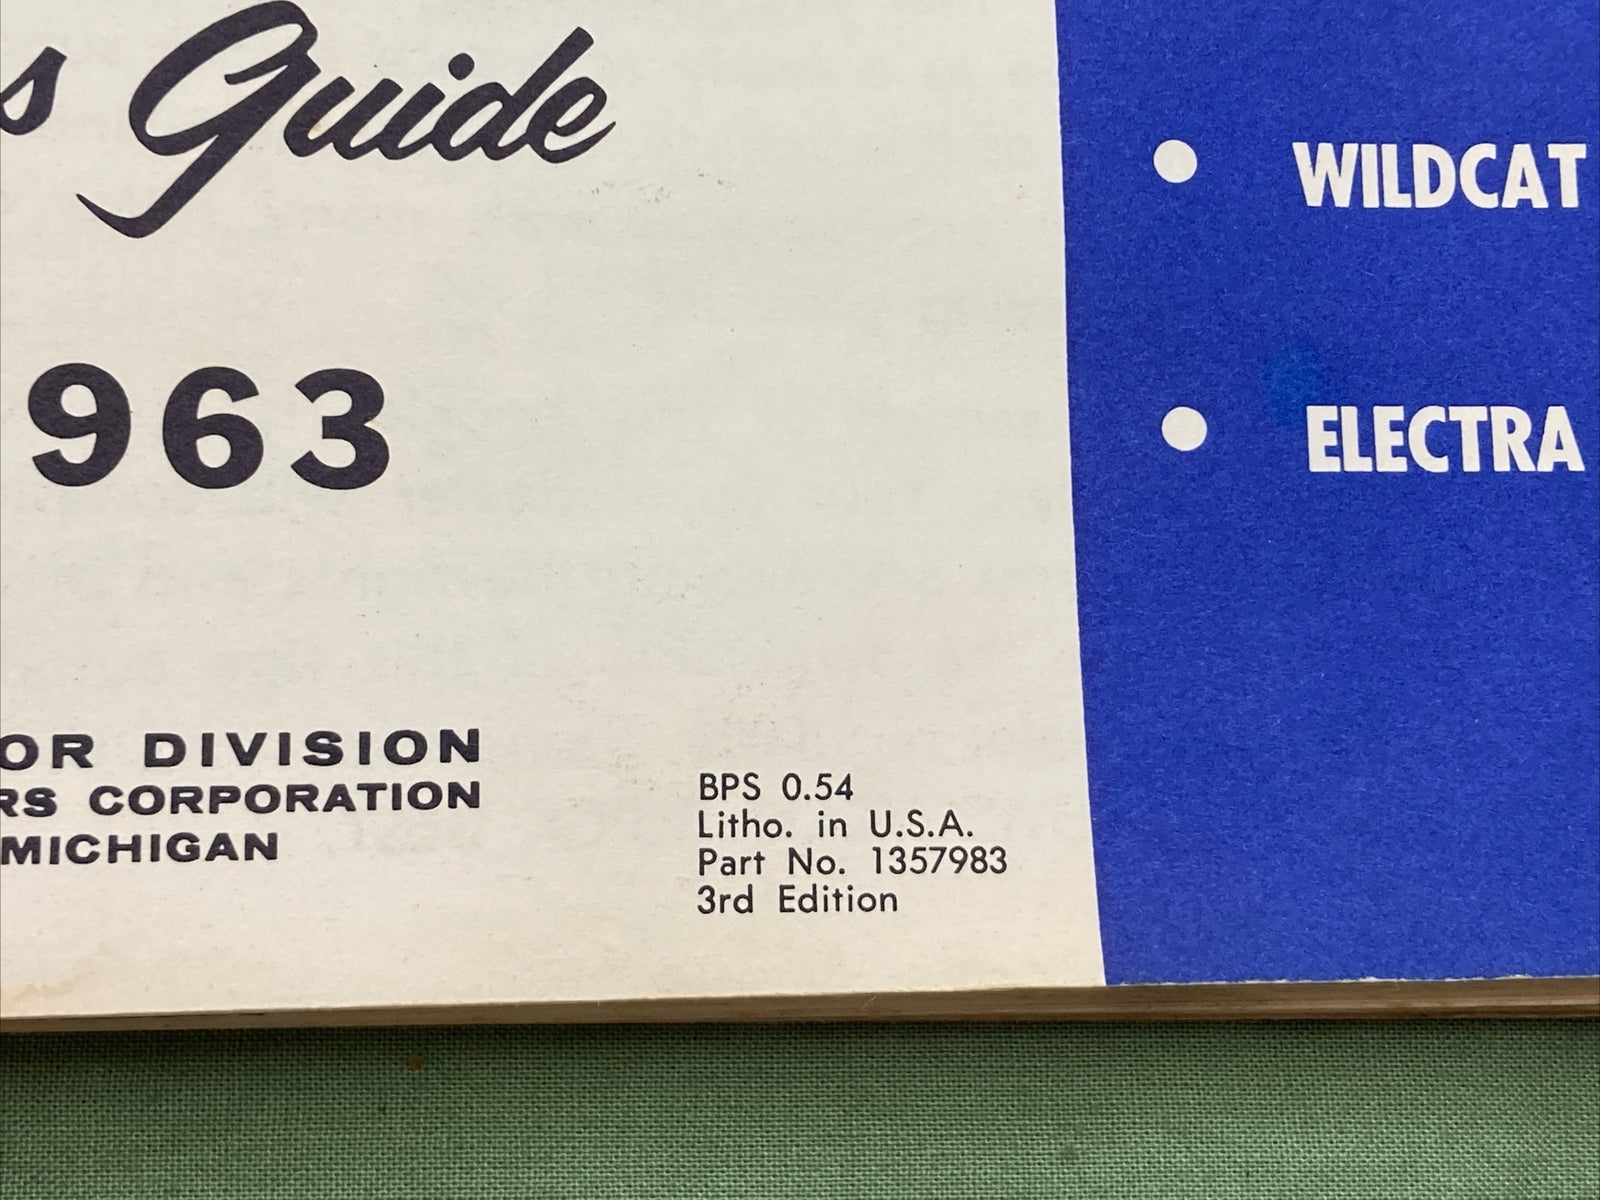 s Guide
WILDCAT
963
ELECTRA
OR DIVISION
RS CORPORATION
MICHIGAN
BPS 0.54
Litho. in U.S.A.
Part No. 1357983
3rd Edition